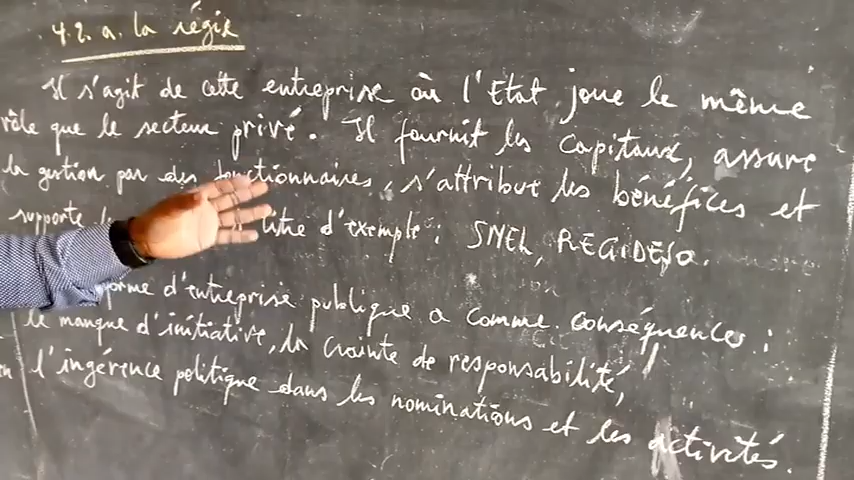 4.2. a. la régie
Il s'agit de cette entreprise où l'Etat joue le même
rôle que le secteur privé. Il fournit les capitaux, assure
la gestion par des fonctionnaires, s'attribue les bénéfices et
supporte titre d'exemple : SNEL, REGIDESO.
forme d'entreprise publique a comme conséquences :
le manque d'initiative, la crainte de responsabilité,
l'ingérence politique dans les nominations et les activités.